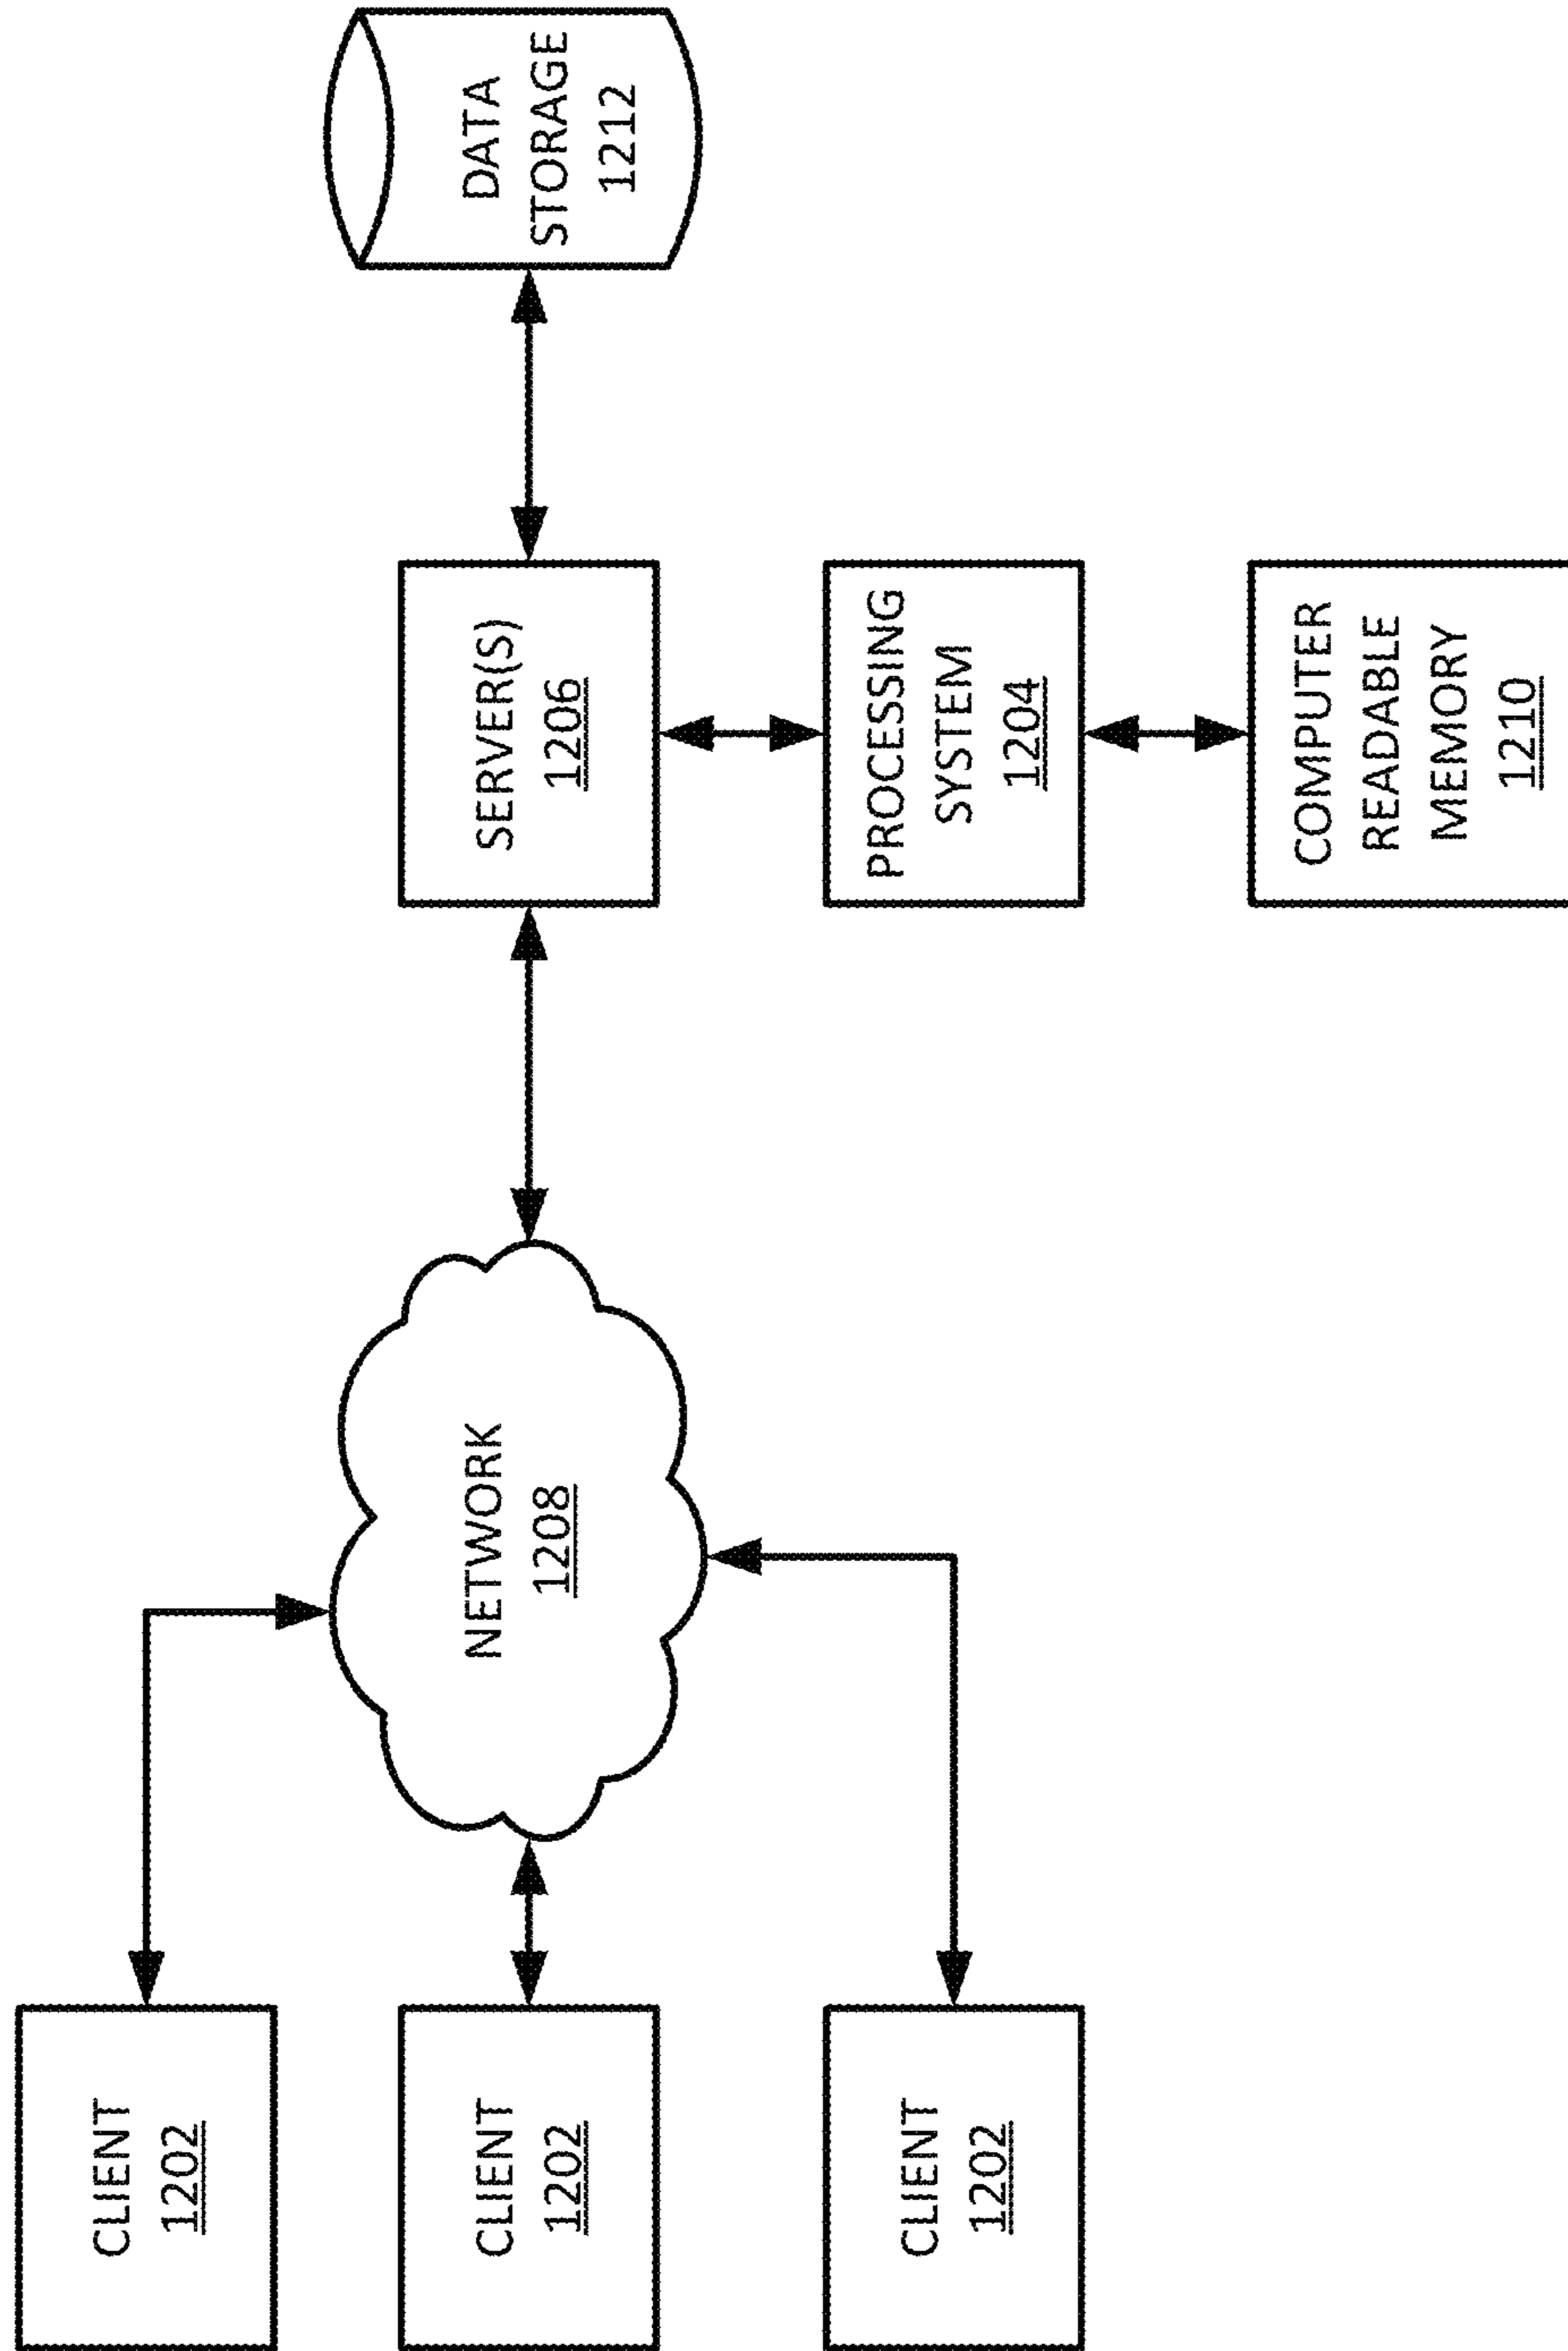 CLIENT
1202
CLIENT
1202
CLIENT
1202
NETWORK
1208
SERVER(S)
1206
PROCESSING
SYSTEM
1204
COMPUTER
READABLE
MEMORY
1210
DATA
STORAGE
1212